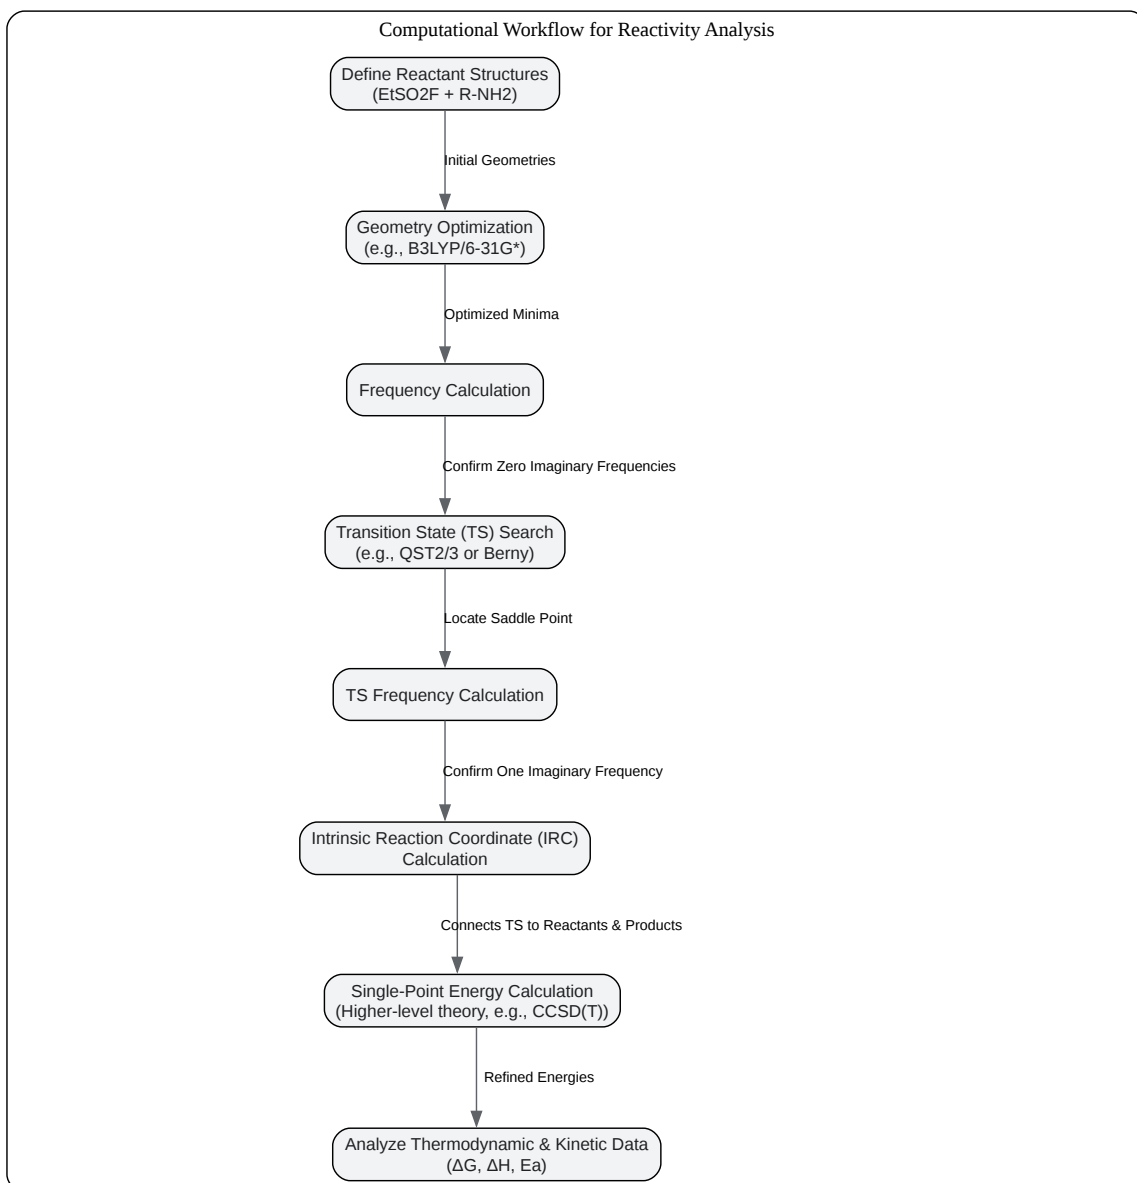 Computational Workflow for Reactivity Analysis
Define Reactant Structures
(EtSO2F + R-NH2)
Initial Geometries
Geometry Optimization
(e.g., B3LYP/6-31G*)
Optimized Minima
Frequency Calculation
Confirm Zero Imaginary Frequencies
Transition State (TS) Search
(e.g., QST2/3 or Berny)
Locate Saddle Point
TS Frequency Calculation
Confirm One Imaginary Frequency
Intrinsic Reaction Coordinate (IRC)
Calculation
Connects TS to Reactants & Products
Single-Point Energy Calculation
(Higher-level theory, e.g., CCSD(T))
Refined Energies
Analyze Thermodynamic & Kinetic Data
(ΔG, ΔH, Ea)